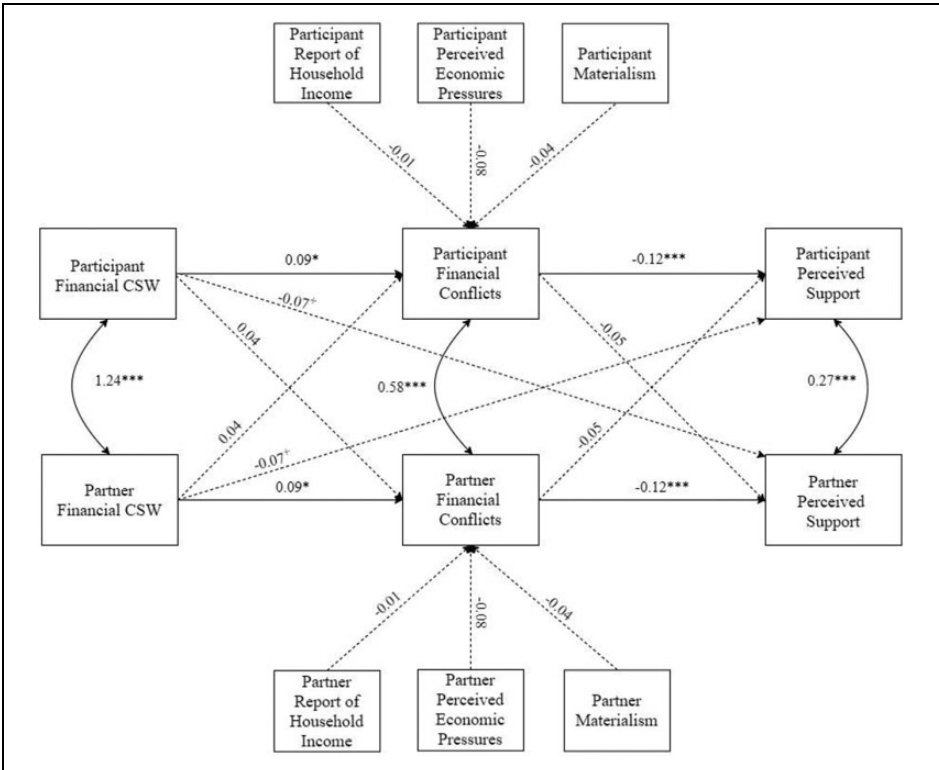 Participant
Report of
Household
Income
Participant
Perceived
Economic
Pressures
Participant
Materialism
-0.01
-0.08
-0.04
Participant
Financial CSW
0.09*
Participant
Financial
Conflicts
-0.12***
Participant
Perceived
Support
-0.07⁺
0.04
-0.05
1.24***
0.58***
0.27***
0.04
-0.05
-0.07⁺
Partner
Financial CSW
0.09*
Partner
Financial
Conflicts
-0.12***
Partner
Perceived
Support
-0.01
-0.08
-0.04
Partner
Report of
Household
Income
Partner
Perceived
Economic
Pressures
Partner
Materialism